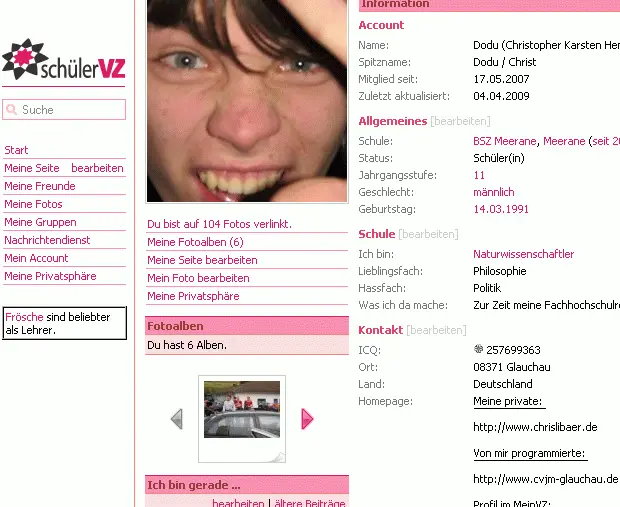 schülerVZ
Suche
Start
Meine Seite bearbeiten
Meine Freunde
Meine Fotos
Meine Gruppen
Nachrichtendienst
Mein Account
Meine Privatsphäre
Frösche sind beliebter
als Lehrer.
Du bist auf 104 Fotos verlinkt.
Meine Fotoalben (6)
Meine Seite bearbeiten
Mein Foto bearbeiten
Meine Privatsphäre
Fotoalben
Du hast 6 Alben.
Ich bin gerade ...
bearbeiten | ältere Beiträge
Information
Account
Name: Dodu (Christopher Karsten Her
Spitzname: Dodu / Christ
Mitglied seit: 17.05.2007
Zuletzt aktualisiert: 04.04.2009
Allgemeines [bearbeiten]
Schule: BSZ Meerane, Meerane (seit 20
Status: Schüler(in)
Jahrgangsstufe: 11
Geschlecht: männlich
Geburtstag: 14.03.1991
Schule [bearbeiten]
Ich bin: Naturwissenschaftler
Lieblingsfach: Philosophie
Hassfach: Politik
Was ich da mache: Zur Zeit meine Fachhochschulre
Kontakt [bearbeiten]
ICQ: 257699363
Ort: 08371 Glauchau
Land: Deutschland
Homepage: Meine private:
http://www.chrislibaer.de
Von mir programmierte:
http://www.cvjm-glauchau.de
Profil im MeinVZ: